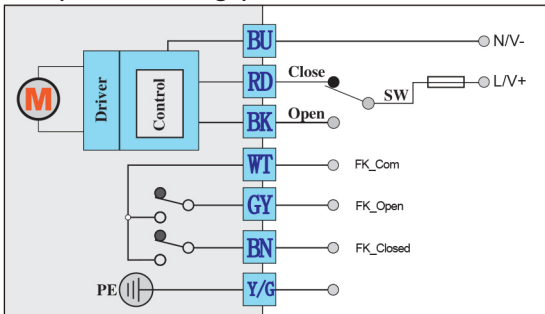 BU
N/V-
M
Driver
Control
RD
Close
SW
L/V+
BK
Open
WT
FK_Com
GY
FK_Open
BN
FK_Closed
PE
Y/G